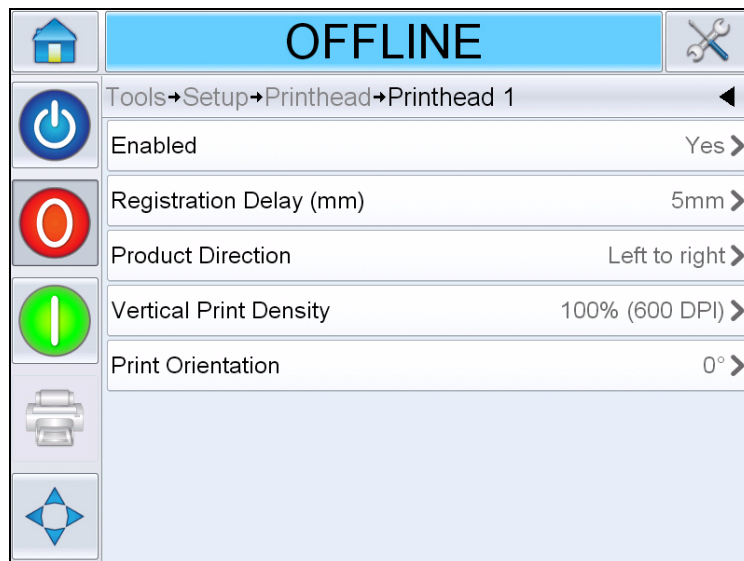 OFFLINE
Tools→Setup→Printhead→Printhead 1
Enabled Yes
Registration Delay (mm) 5mm
Product Direction Left to right
Vertical Print Density 100% (600 DPI)
Print Orientation 0°